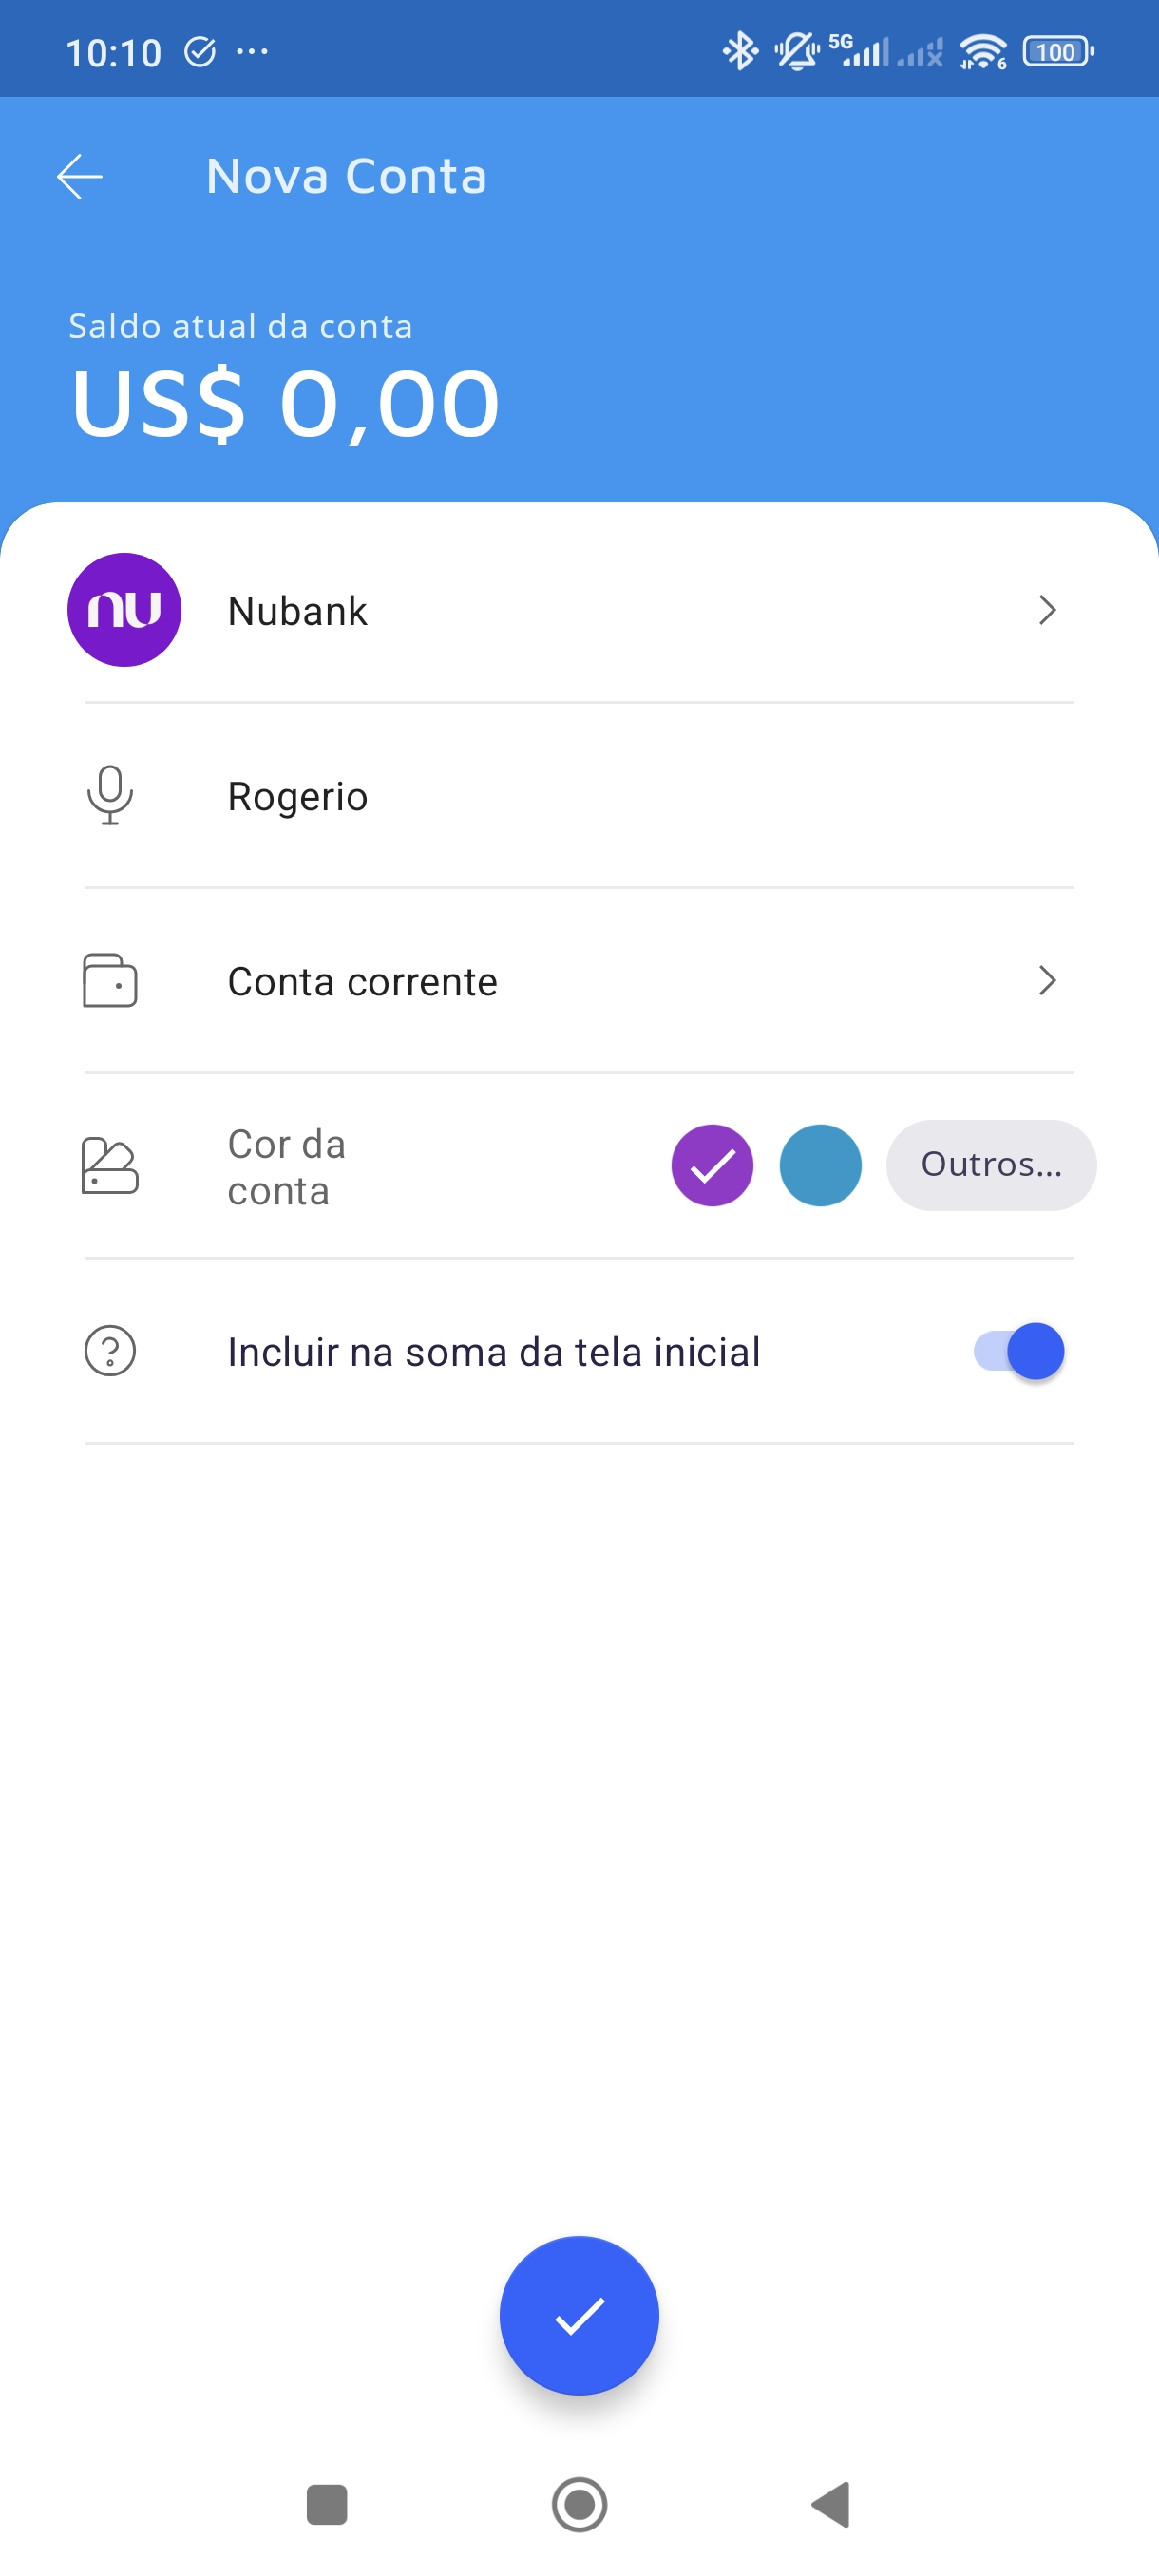 10:10
5G
6
100
Nova Conta
Saldo atual da conta
US$ 0,00
nu
Nubank
Rogerio
Conta corrente
Cor da
conta
Outros...
Incluir na soma da tela inicial